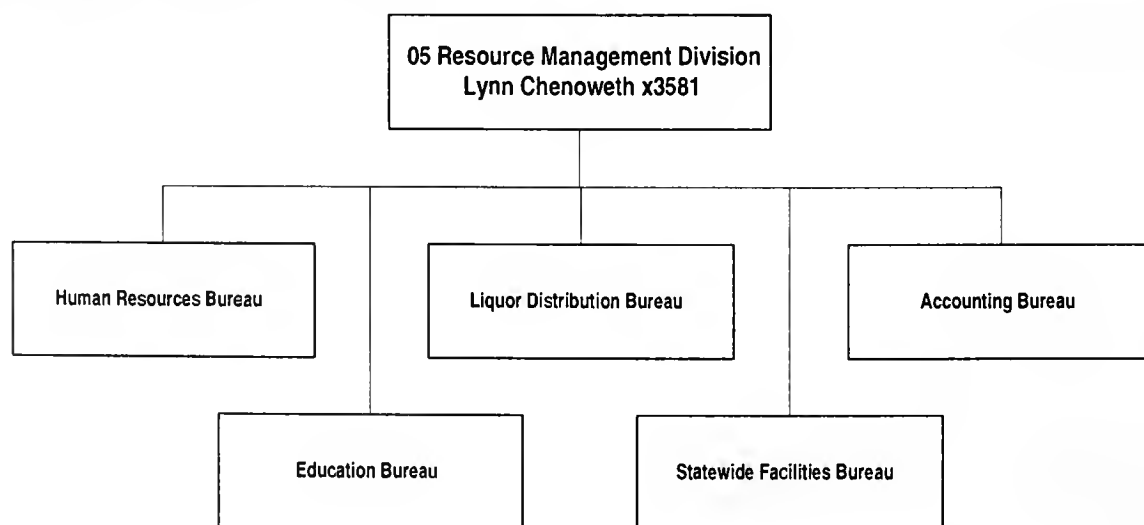 05 Resource Management Division
Lynn Chenoweth x3581
Human Resources Bureau
Liquor Distribution Bureau
Accounting Bureau
Education Bureau
Statewide Facilities Bureau